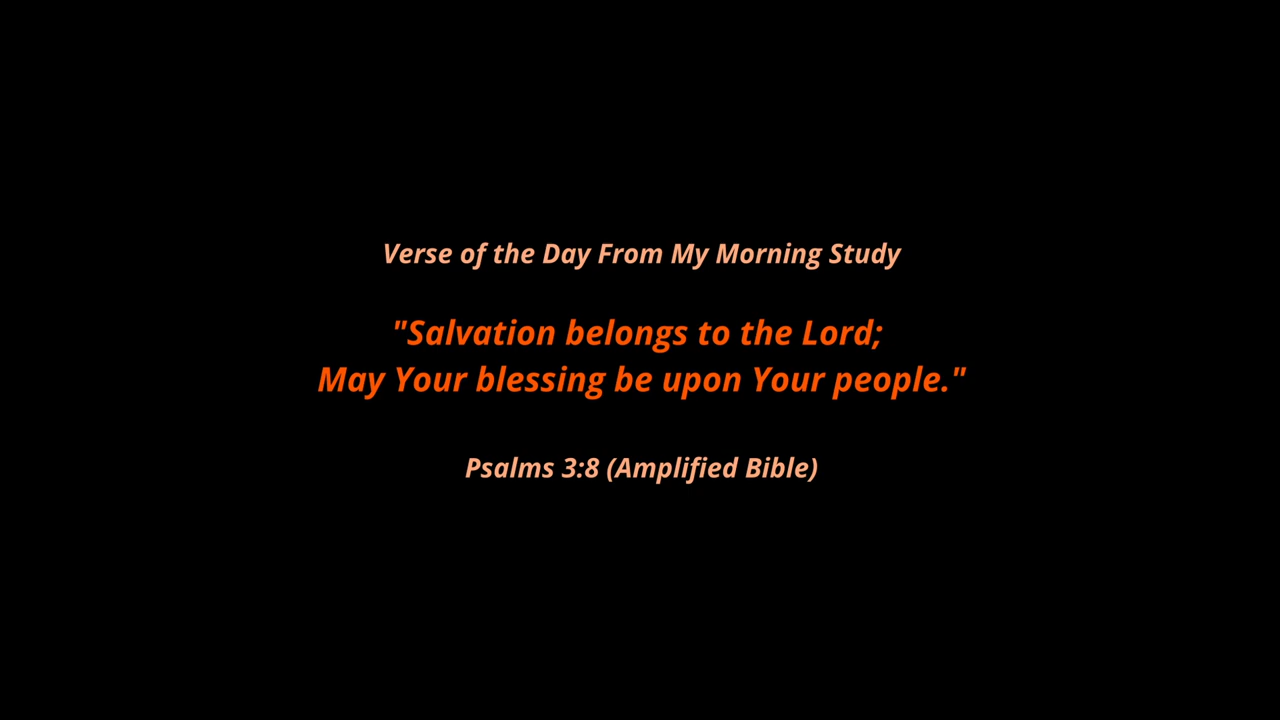 Verse of the Day From My Morning Study
"Salvation belongs to the Lord;
May Your blessing be upon Your people."
Psalms 3:8 (Amplified Bible)